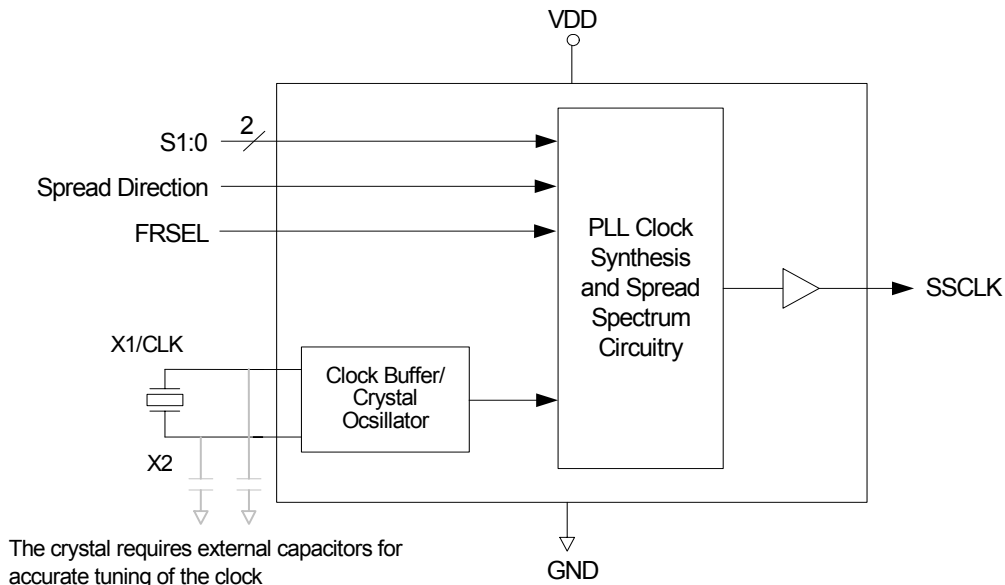 VDD
2
S1:0
Spread Direction
FRSEL
PLL Clock
Synthesis
and Spread
Spectrum
Circuitry
SSCLK
X1/CLK
Clock Buffer/
Crystal
Ocsillator
X2
The crystal requires external capacitors for
accurate tuning of the clock
GND